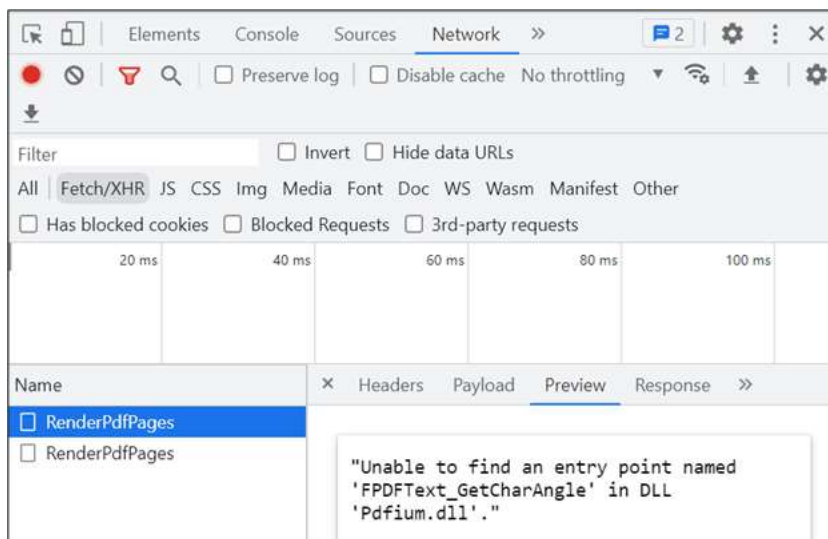 Elements Console Sources Network » 2
Preserve log Disable cache No throttling
Filter Invert Hide data URLs
All Fetch/XHR JS CSS Img Media Font Doc WS Wasm Manifest Other
Has blocked cookies Blocked Requests 3rd-party requests
20 ms 40 ms 60 ms 80 ms 100 ms
Name × Headers Payload Preview Response »
RenderPdfPages
RenderPdfPages
"Unable to find an entry point named
'FPDFText_GetCharAngle' in DLL
'Pdfium.dll'."